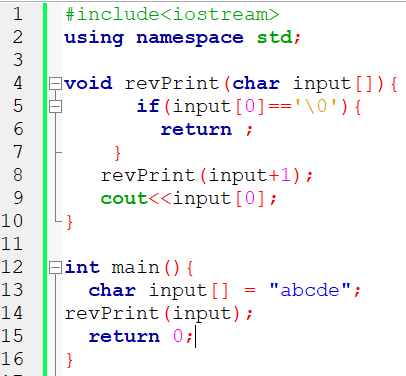 1 #include<iostream>
2 using namespace std;
3
4 void revPrint(char input[]){
5 if(input[0]=='\0'){
6 return ;
7 }
8 revPrint(input+1);
9 cout<<input[0];
10 }
11
12 int main(){
13 char input[] = "abcde";
14 revPrint(input);
15 return 0;
16 }